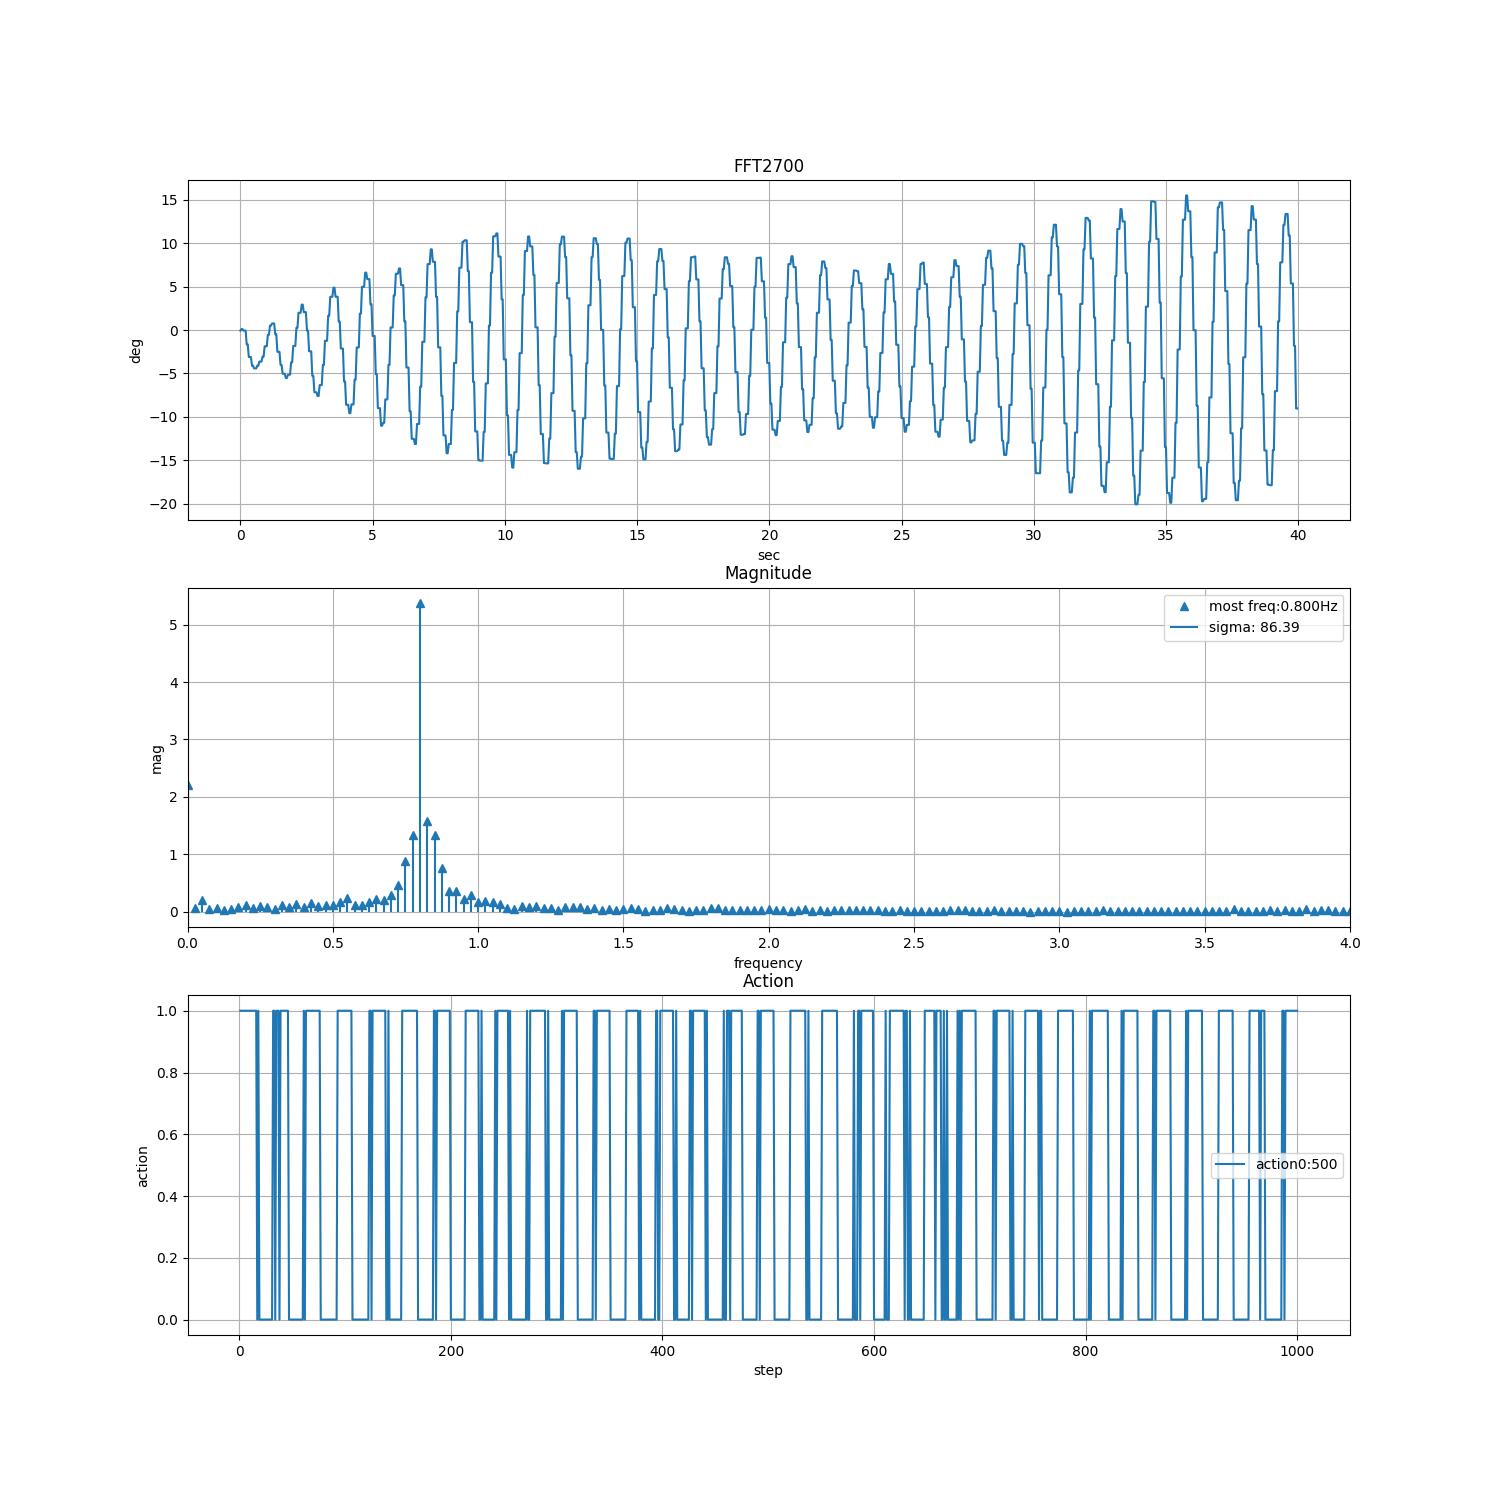 FFT2700
15
10
5
0
−5
−10
−15
−20
deg
0 5 10 15 20 25 30 35 40
sec
Magnitude
most freq:0.800Hz
sigma: 86.39
5
4
3
2
1
0
mag
0.0 0.5 1.0 1.5 2.0 2.5 3.0 3.5 4.0
frequency
Action
1.0
0.8
0.6
0.4
0.2
0.0
action
action0:500
0 200 400 600 800 1000
step